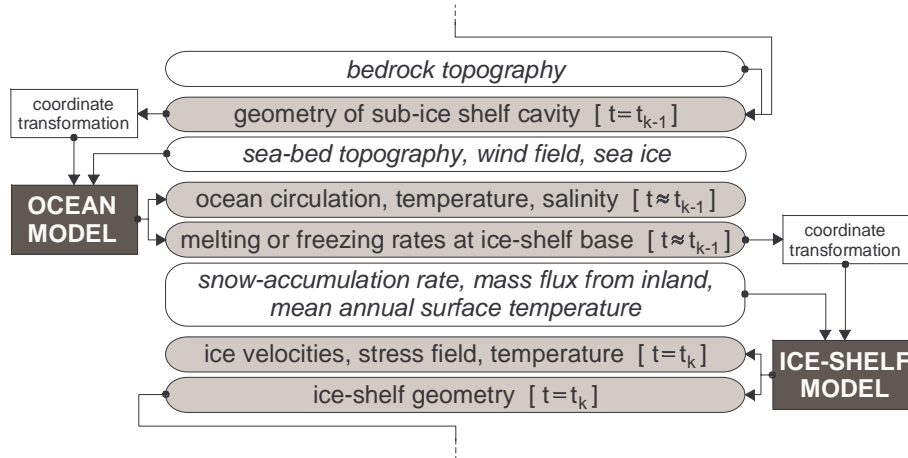 bedrock topography
coordinate
transformation
geometry of sub-ice shelf cavity [ t= tk-1]
sea-bed topography, wind field, sea ice
OCEAN
MODEL
ocean circulation, temperature, salinity [ t≈ tk-1]
melting or freezing rates at ice-shelf base [ t≈ tk-1]
coordinate
transformation
snow-accumulation rate, mass flux from inland,
mean annual surface temperature
ice velocities, stress field, temperature [ t= tk]
ICE-SHELF
MODEL
ice-shelf geometry [ t= tk]